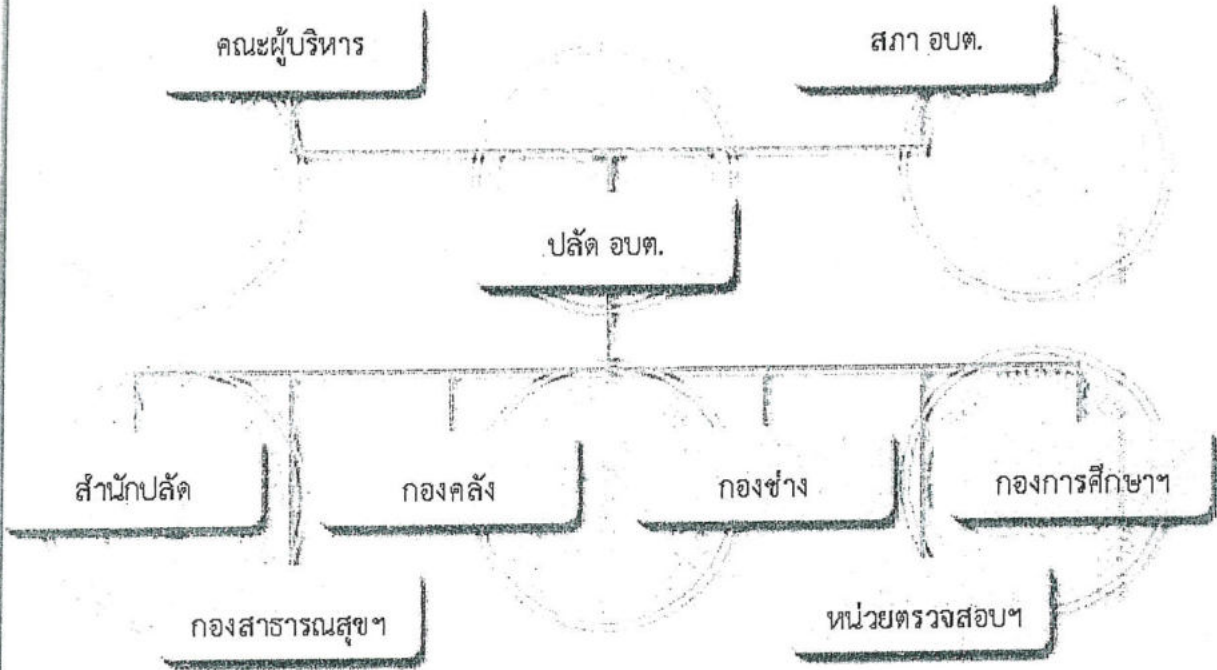 คณะผู้บริหาร
สภา อบต.
ปลัด อบต.
สำนักปลัด
กองคลัง
กองช่าง
กองการศึกษาฯ
กองสาธารณสุขฯ
หน่วยตรวจสอบฯ